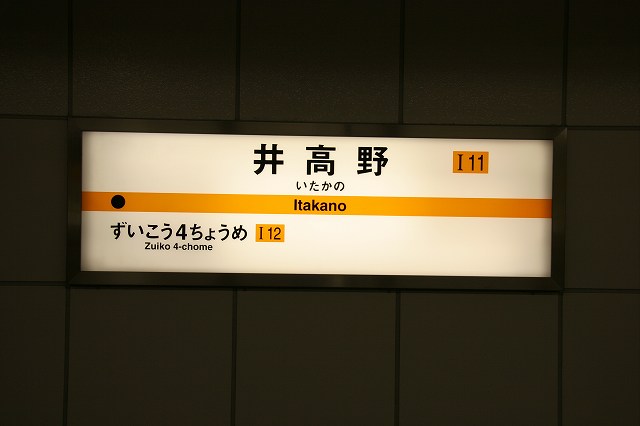 井高野 I11
いたかの
Itakano
ずいこう4ちょうめ I12
Zuiko 4-chome